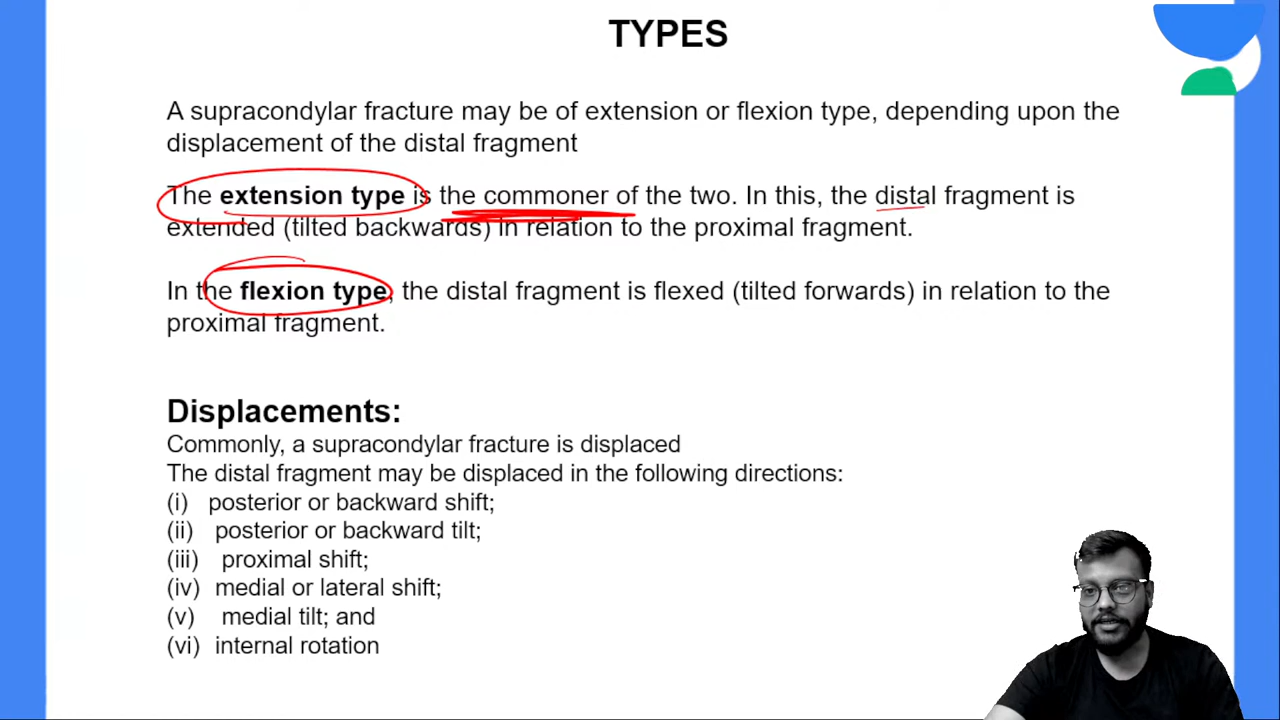 TYPES
A supracondylar fracture may be of extension or flexion type, depending upon the
displacement of the distal fragment
The extension type is the commoner of the two. In this, the distal fragment is
extended (tilted backwards) in relation to the proximal fragment.
In the flexion type, the distal fragment is flexed (tilted forwards) in relation to the
proximal fragment.
Displacements:
Commonly, a supracondylar fracture is displaced
The distal fragment may be displaced in the following directions:
(i) posterior or backward shift;
(ii) posterior or backward tilt;
(iii) proximal shift;
(iv) medial or lateral shift;
(v) medial tilt; and
(vi) internal rotation